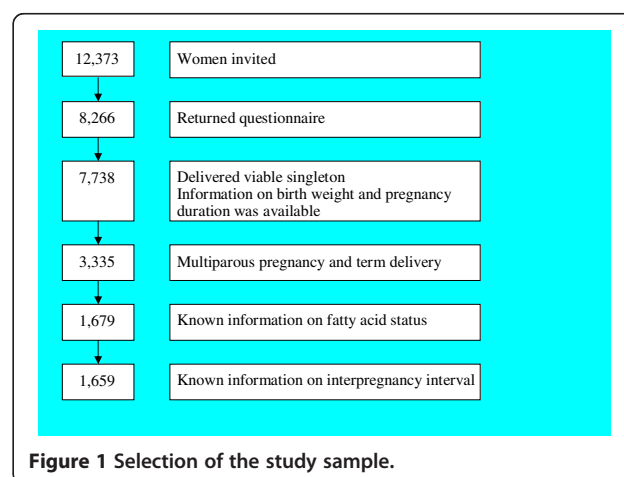 12,373 Women invited
8,266 Returned questionnaire
7,738 Delivered viable singleton
Information on birth weight and pregnancy
duration was available
3,335 Multiparous pregnancy and term delivery
1,679 Known information on fatty acid status
1,659 Known information on interpregnancy interval
Figure 1 Selection of the study sample.